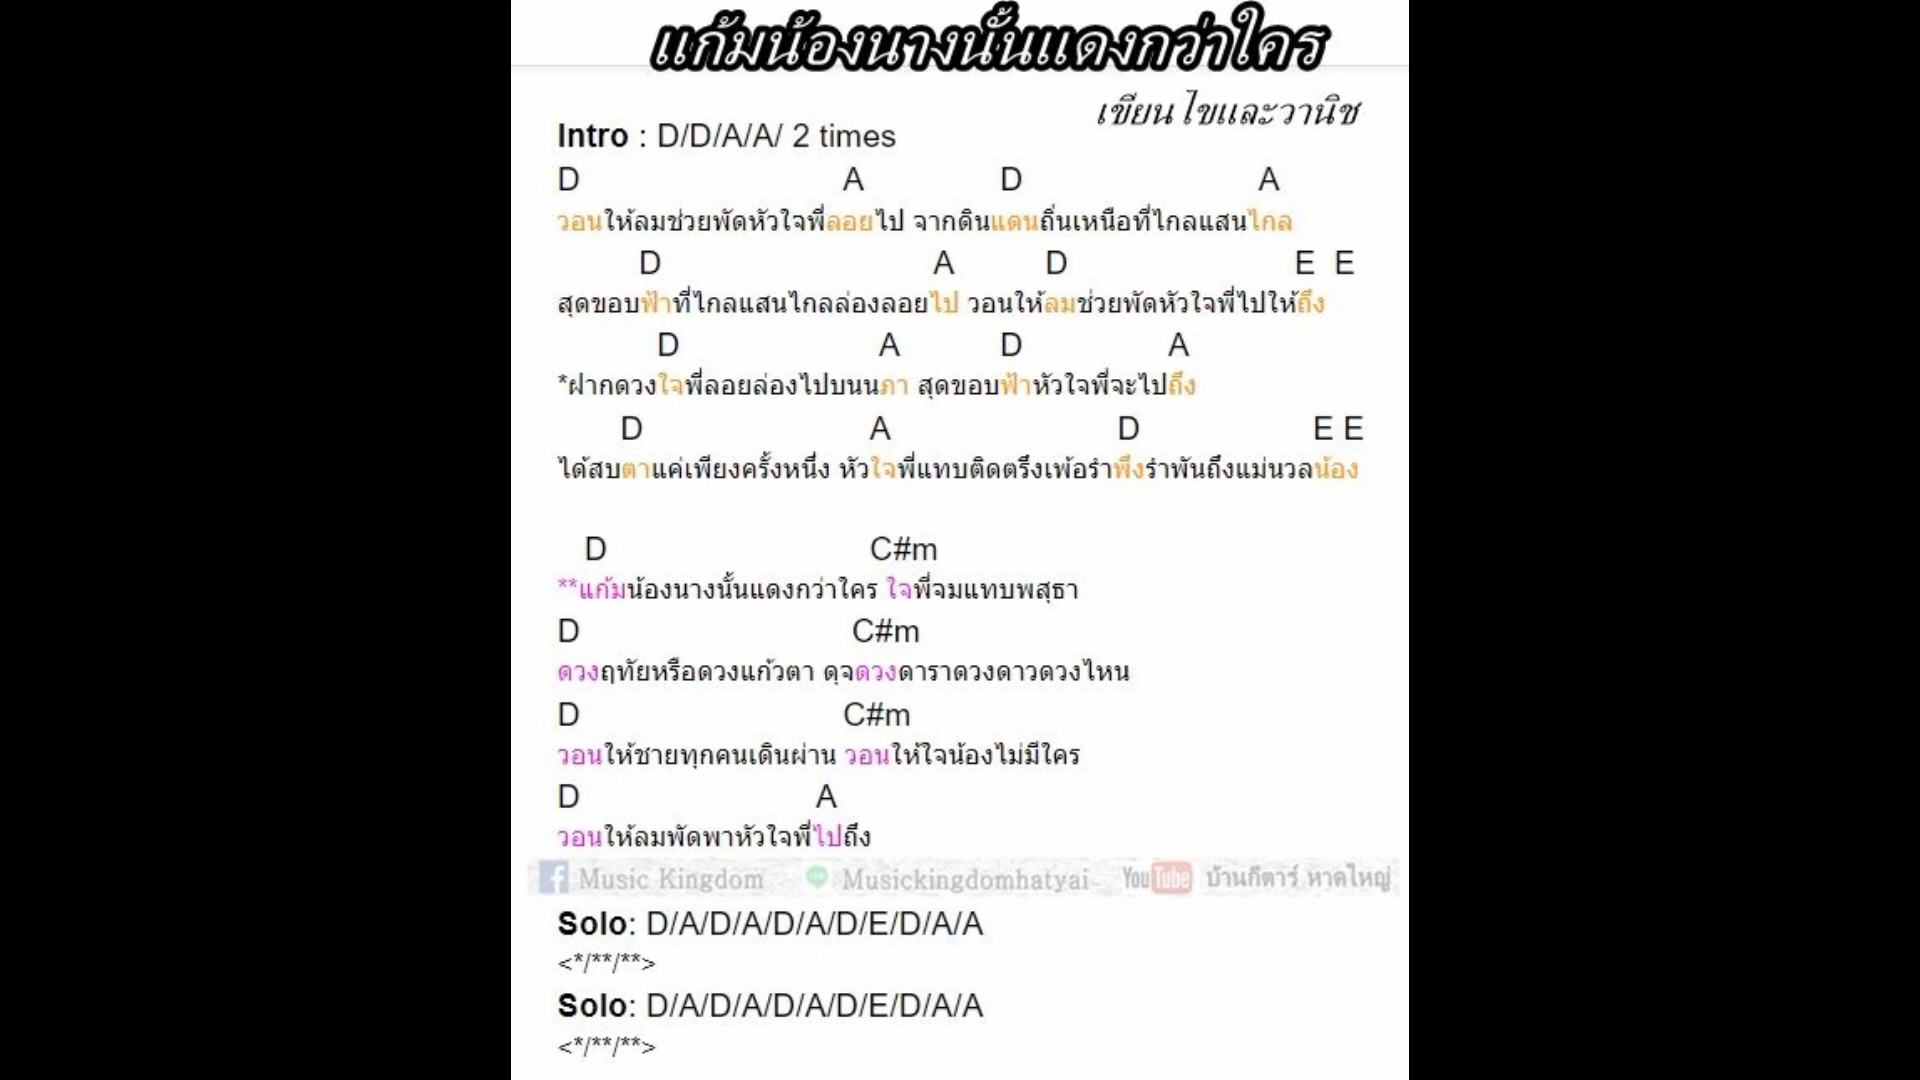 แก้มน้องนางนั้นแดงกว่าใคร
เขียนไขและวานิช
Intro : D/D/A/A/ 2 times
D A D A
วอนให้ลมช่วยพัดหัวใจพี่ลอยไป จากดินแดนถิ่นเหนือที่ไกลแสนไกล
D A D E E
สุดขอบฟ้าที่ไกลแสนไกลล่องลอยไป วอนให้ลมช่วยพัดหัวใจพี่ไปให้ถึง
D A D A
*ฝากดวงใจพี่ลอยล่องไปบนนภา สุดขอบฟ้าหัวใจพี่จะไปถึง
D A D E E
ได้สบตาแค่เพียงครั้งหนึ่ง หัวใจพี่แทบติดตรึงเพ้อรำพึงรำพันถึงแม่นวลน้อง
D C#m
**แก้มน้องนางนั้นแดงกว่าใคร ใจพี่จมแทบพสุธา
D C#m
ดวงฤทัยหรือดวงแก้วตา ดุจดวงดาราดวงดาวดวงไหน
D C#m
วอนให้ชายทุกคนเดินผ่าน วอนให้ใจน้องไม่มีใคร
D A
วอนให้ลมพัดพาหัวใจพี่ไปถึง
Music Kingdom Musickingdomhatyai YouTube บ้านกีตาร์ หาดใหญ่
Solo: D/A/D/A/D/A/D/E/D/A/A
<*/**/**>
Solo: D/A/D/A/D/A/D/E/D/A/A
<*/**/**>